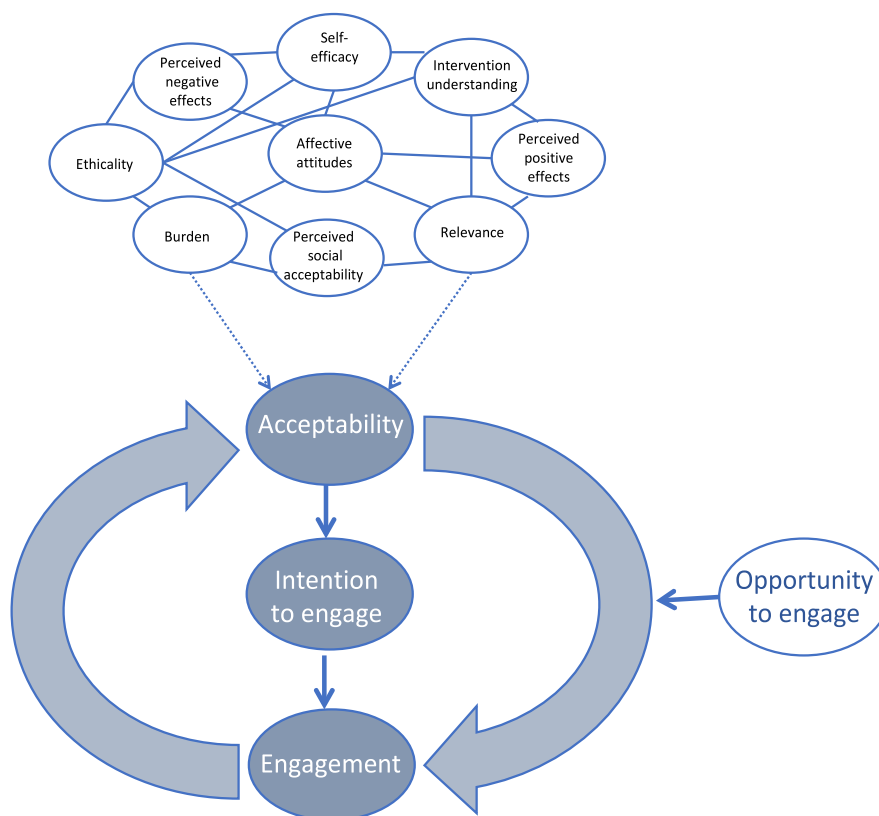 Self-
efficacy
Perceived
negative
effects
Intervention
understanding
Ethicality
Affective
attitudes
Perceived
positive
effects
Burden
Perceived
social
acceptability
Relevance
Acceptability
Intention
to engage
Opportunity
to engage
Engagement